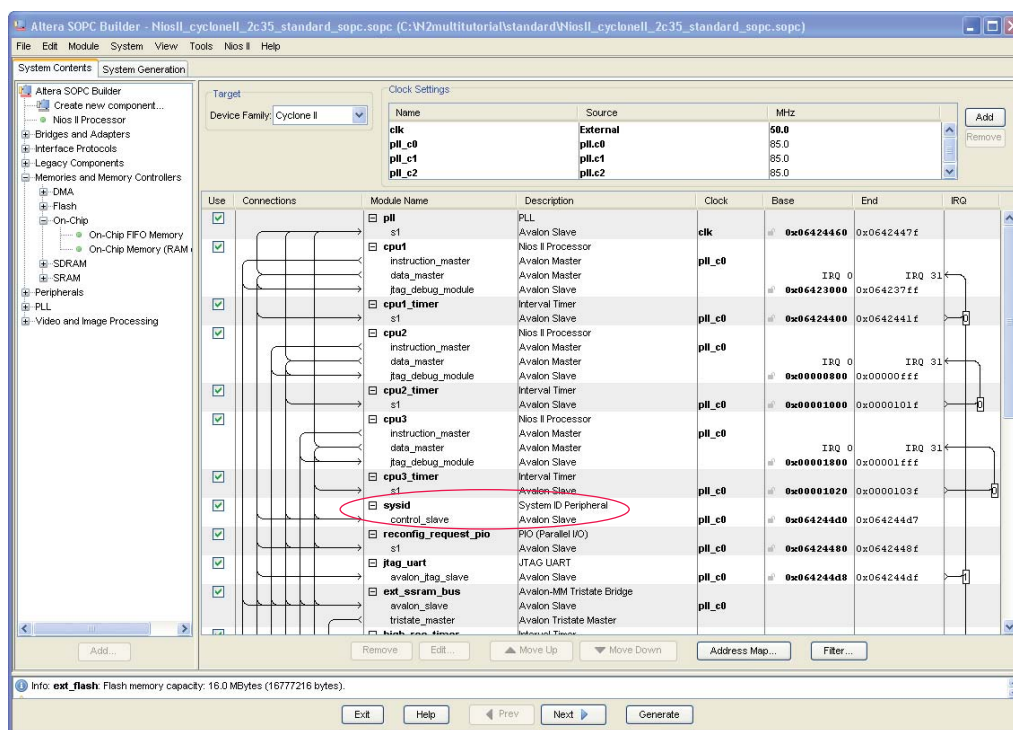 Altera SOPC Builder - NiosII_cycloneII_2c35_standard_sopc.sopc (C:\N2multitutorial\standard\NiosII_cycloneII_2c35_standard_sopc.sopc)
File Edit Module System View Tools Nios II Help
System Contents System Generation
Altera SOPC Builder
Create new component...
Nios II Processor
Bridges and Adapters
Interface Protocols
Legacy Components
Memories and Memory Controllers
DMA
Flash
On-Chip
On-Chip FIFO Memory
On-Chip Memory (RAM
SDRAM
SRAM
Peripherals
PLL
Video and Image Processing
Add...
Target
Device Family: Cyclone II
Clock Settings
Name Source MHz
clk External 50.0
pll_c0 pll.c0 85.0
pll_c1 pll.c1 85.0
pll_c2 pll.c2 85.0
Add
Remove
Use Connections Module Name Description Clock Base End IRQ
pll PLL
s1 Avalon Slave clk 0x06424460 0x0642447f
cpu1 Nios II Processor
instruction_master Avalon Master pll_c0
data_master Avalon Master IRQ 0 IRQ 31
jtag_debug_module Avalon Slave 0x06423000 0x064237ff
cpu1_timer Interval Timer
s1 Avalon Slave pll_c0 0x06424400 0x0642441f 0
cpu2 Nios II Processor
instruction_master Avalon Master pll_c0
data_master Avalon Master IRQ 0 IRQ 31
jtag_debug_module Avalon Slave 0x00000800 0x00000fff
cpu2_timer Interval Timer
s1 Avalon Slave pll_c0 0x00001000 0x0000101f 0
cpu3 Nios II Processor
instruction_master Avalon Master pll_c0
data_master Avalon Master IRQ 0 IRQ 31
jtag_debug_module Avalon Slave 0x00001800 0x00001fff
cpu3_timer Interval Timer
s1 Avalon Slave pll_c0 0x00001020 0x0000103f 0
sysid System ID Peripheral
control_slave Avalon Slave pll_c0 0x064244d0 0x064244d7
reconfig_request_pio PIO (Parallel I/O)
s1 Avalon Slave pll_c0 0x06424480 0x0642448f
jtag_uart JTAG UART
avalon_jtag_slave Avalon Slave pll_c0 0x064244d8 0x064244df 1
ext_ssram_bus Avalon-MM Tristate Bridge
avalon_slave Avalon Slave pll_c0
tristate_master Avalon Tristate Master
high_res_timer Interval Timer
Remove Edit... Move Up Move Down Address Map... Filter...
Info: ext_flash: Flash memory capacity: 16.0 MBytes (16777216 bytes).
Exit Help Prev Next Generate